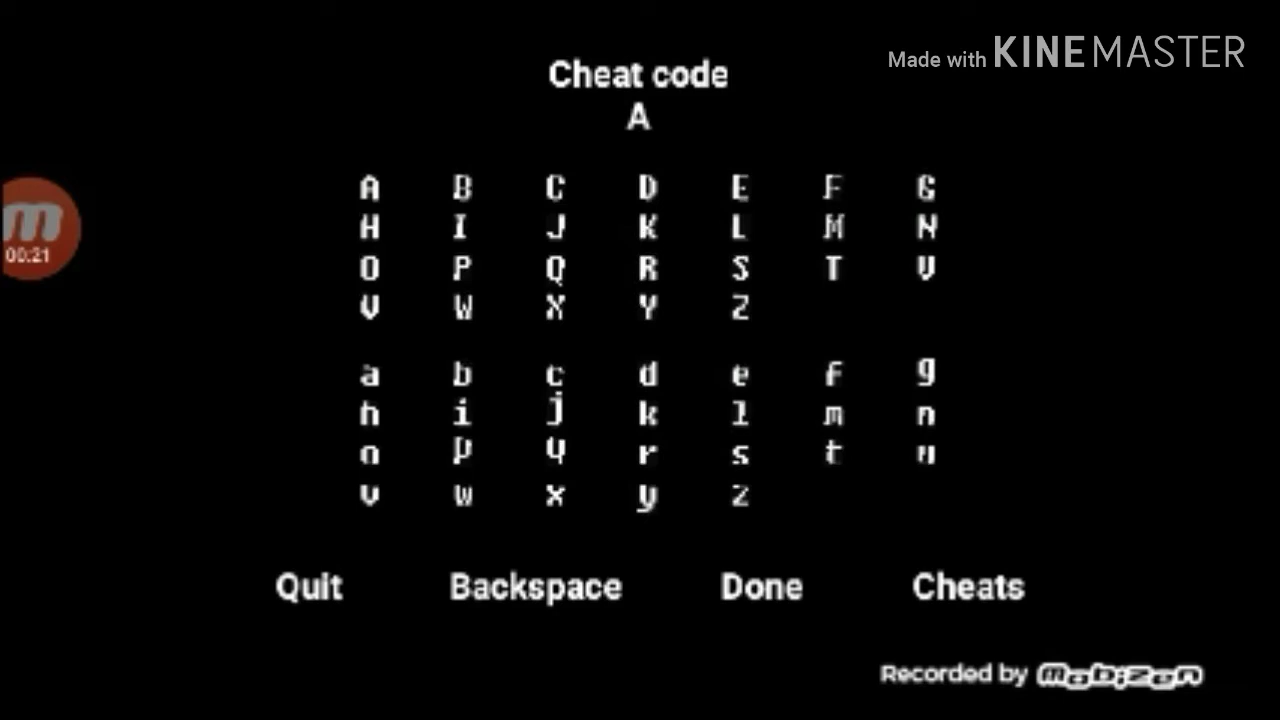 Made with KINEMASTER
Cheat code
A
A B C D E F G
H I J K L M N
O P Q R S T U
V W X Y Z
a b c d e f g
h i j k l m n
o p q r s t u
v w x y z
00:21
Quit Backspace Done Cheats
Recorded by mobizen